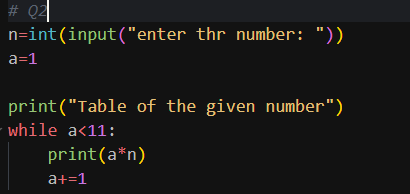 # Q2
n=int(input("enter thr number: "))
a=1
print("Table of the given number")
while a<11:
    print(a*n)
    a+=1